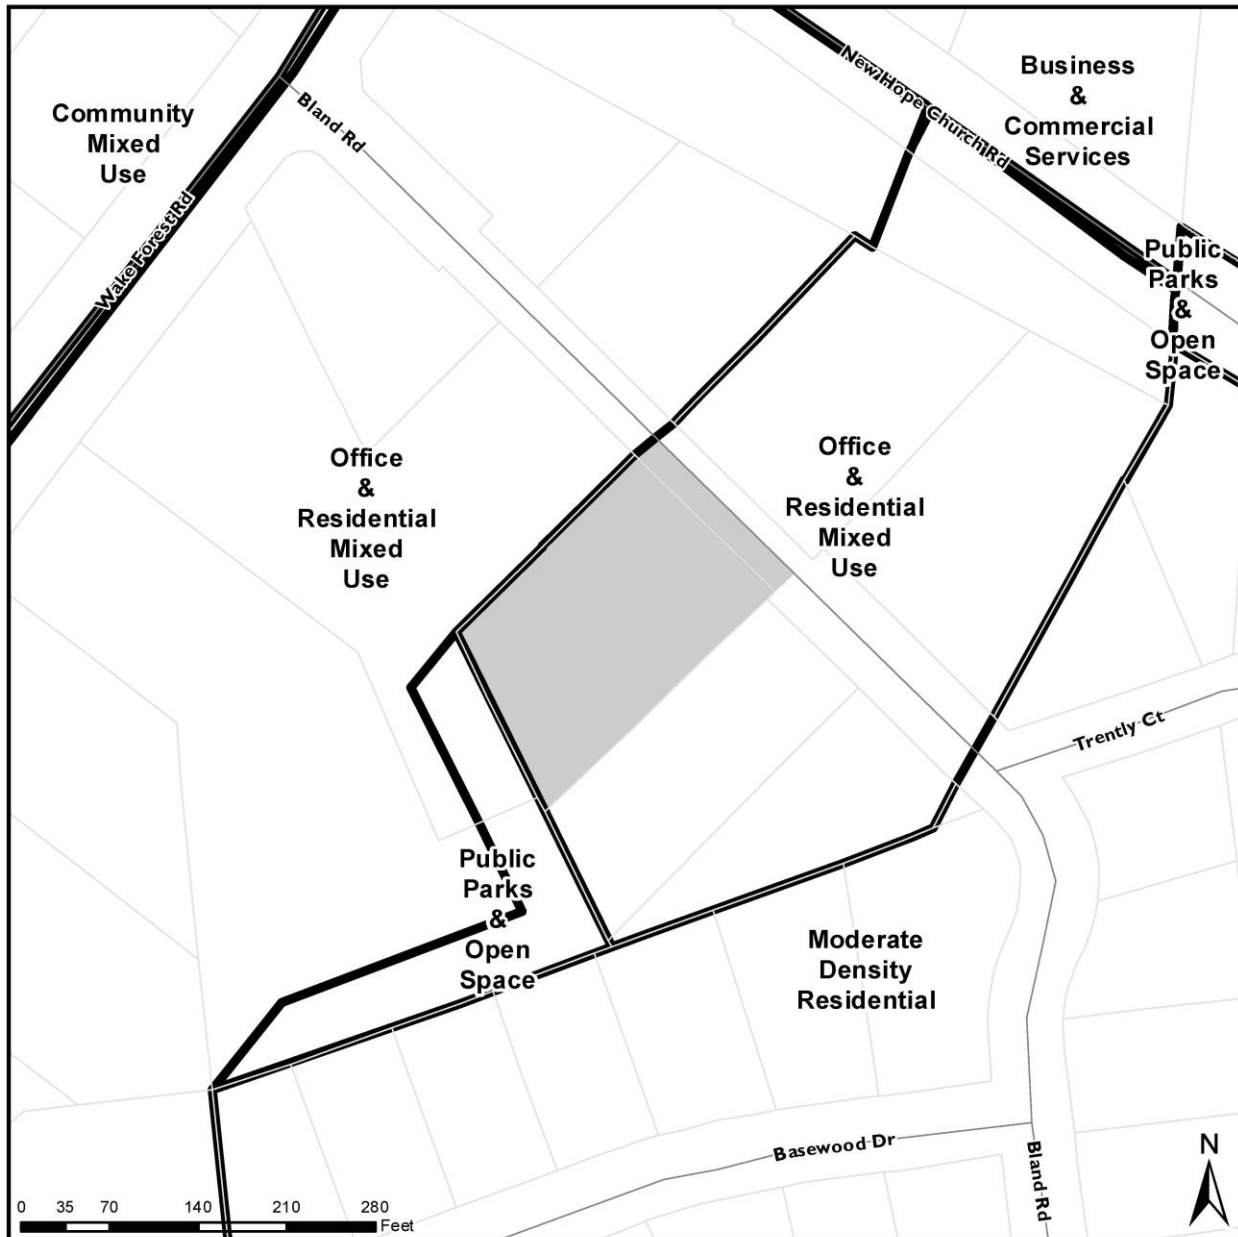 New Hope Church Rd
Business
&
Commercial
Services
Community
Mixed
Use
Bland Rd
Wake Forest Rd
Public
Parks
&
Open
Space
Office
&
Residential
Mixed
Use
Office
&
Residential
Mixed
Use
Trently Ct
Public
Parks
&
Open
Space
Moderate
Density
Residential
Basewood Dr
Bland Rd
N
0 35 70 140 210 280
Feet